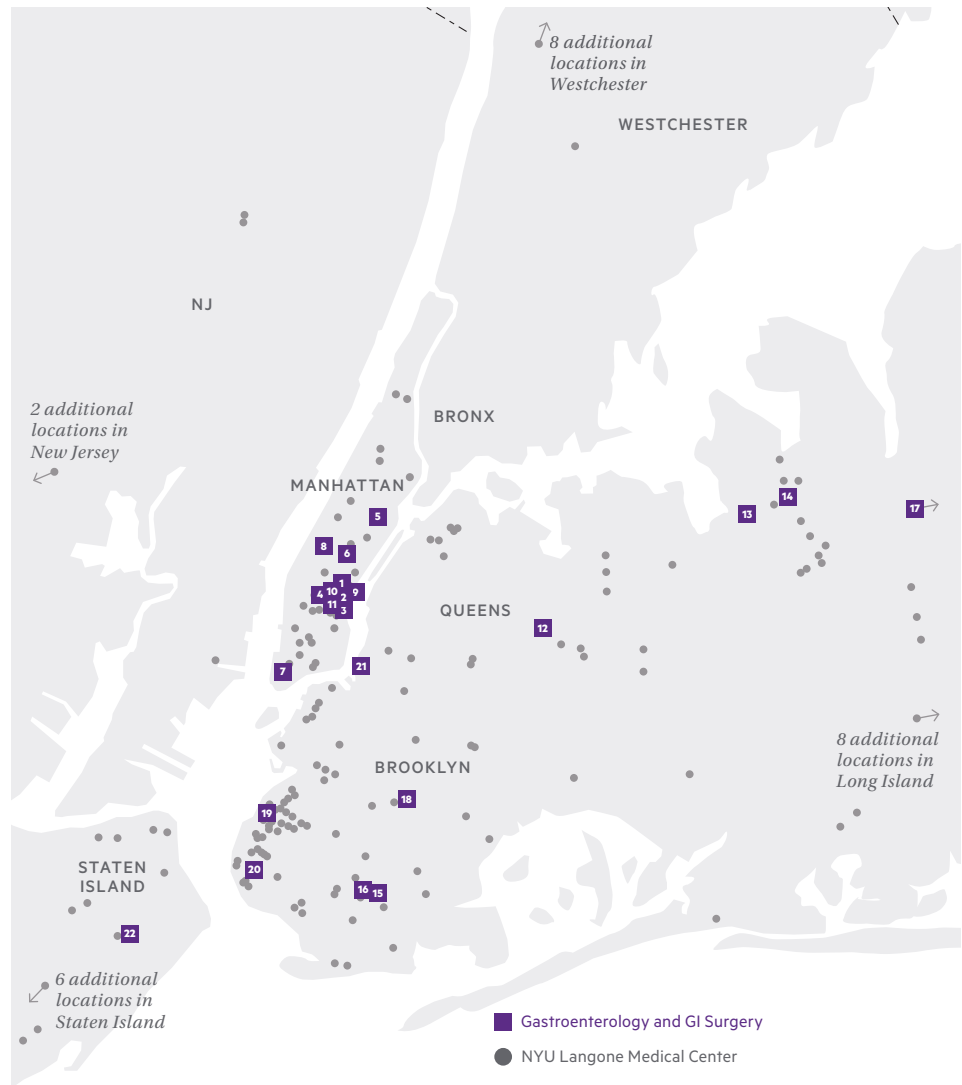 8 additional
locations in
Westchester
WESTCHESTER
NJ
2 additional
locations in
New Jersey
BRONX
MANHATTAN
5
14
13
17
8
6
1
4
10
2
9
11
3
QUEENS
12
7
21
8 additional
locations in
Long Island
BROOKLYN
18
19
STATEN
ISLAND
20
16
15
22
6 additional
locations in
Staten Island
Gastroenterology and GI Surgery
NYU Langone Medical Center